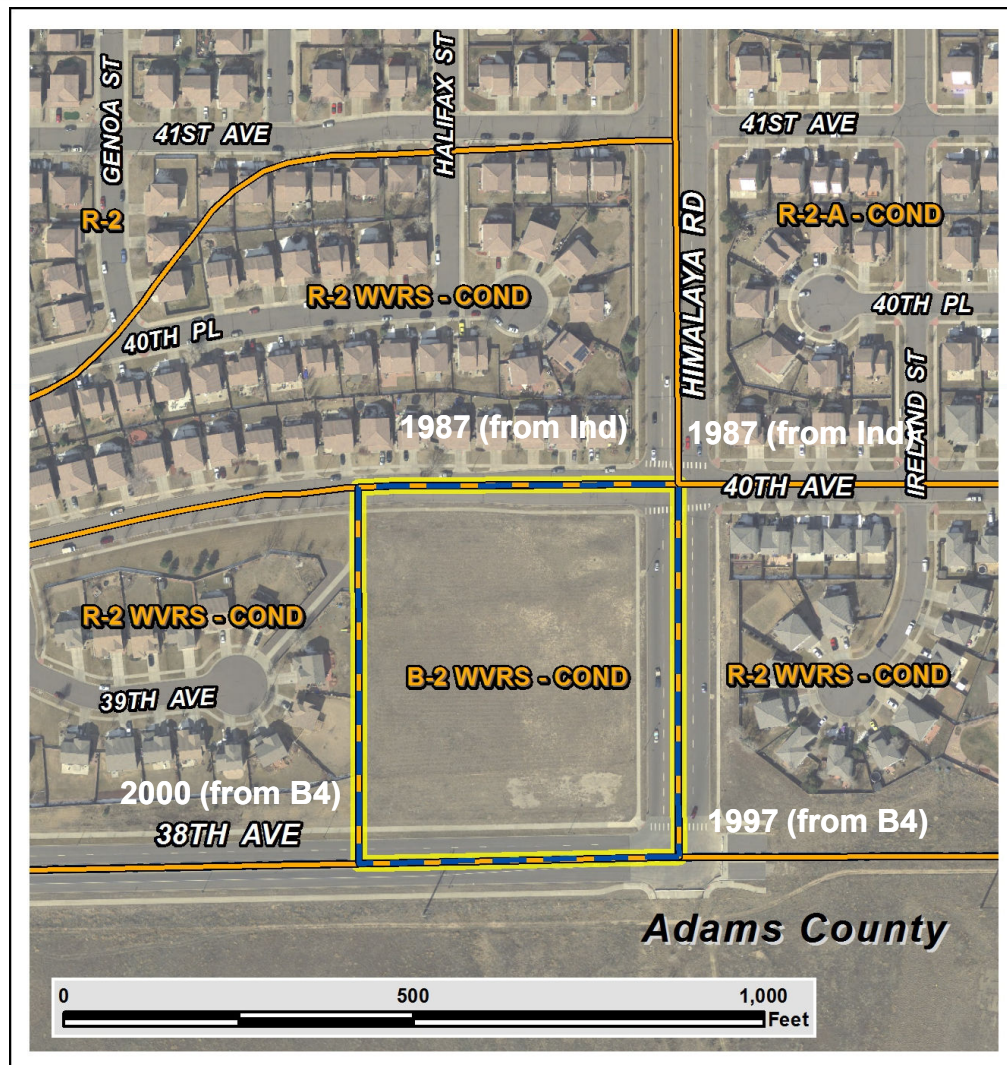 GENOA ST
HALIFAX ST
41ST AVE
41ST AVE
R-2
R-2-A - COND
HIMALAYA RD
R-2 WVRS - COND
40TH PL
40TH PL
IRELAND ST
1987 (from Ind)
1987 (from Ind)
40TH AVE
R-2 WVRS - COND
B-2 WVRS - COND
R-2 WVRS - COND
39TH AVE
2000 (from B4)
1997 (from B4)
38TH AVE
Adams County
0 500 1,000
Feet